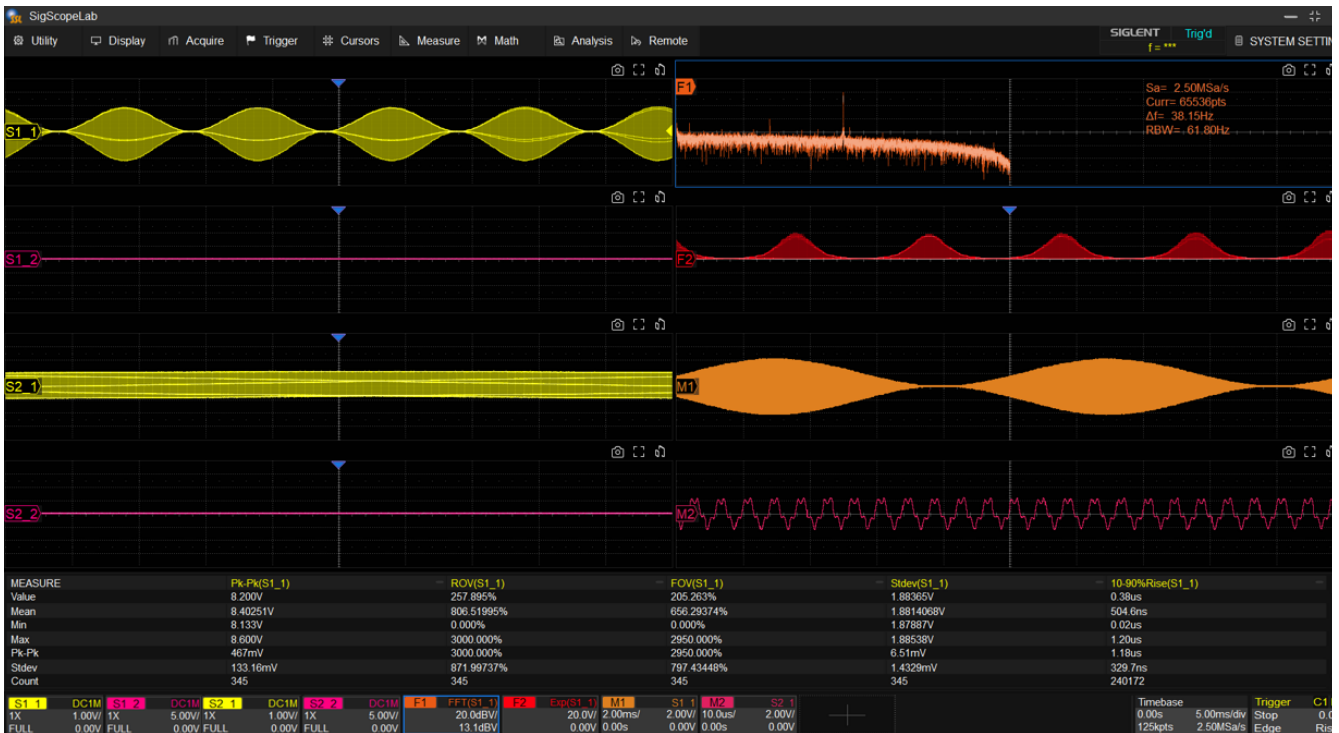 SigScopeLab
Utility Display Acquire Trigger Cursors Measure Math Analysis Remote
SIGLENT Trig'd
f = ***
SYSTEM SETTIN
S1_1
F1
Sa= 2.50MSa/s
Curr= 65536pts
Δf= 38.15Hz
RBW= 61.80Hz
S1_2
F2
S2_1
M1
S2_2
M2
MEASURE Pk-Pk(S1_1) ROV(S1_1) FOV(S1_1) Stdev(S1_1) 10-90%Rise(S1_1)
Value 8.200V 257.895% 205.263% 1.88365V 0.38us
Mean 8.40251V 806.51995% 656.29374% 1.8814068V 504.6ns
Min 8.133V 0.000% 0.000% 1.87887V 0.02us
Max 8.600V 3000.000% 2950.000% 1.88538V 1.20us
Pk-Pk 467mV 3000.000% 2950.000% 6.51mV 1.18us
Stdev 133.16mV 871.99737% 797.43448% 1.4329mV 329.7ns
Count 345 345 345 345 240172
S1_1 DC1M S1_2 DC1M S2_1 DC1M S2_2 DC1M F1 FFT(S1_1) F2 Exp(S1_1) M1 S1_1 M2 S2_1 Timebase Trigger C1
1X 1.00V/ 1X 5.00V/ 1X 1.00V/ 1X 5.00V/ 20.0dBV/ 20.0V/ 2.00ms/ 2.00V/ 10.0us/ 2.00V/ 0.00s 5.00ms/div Stop 0.0
FULL 0.00V FULL 0.00V FULL 0.00V FULL 0.00V 13.1dBV 0.00V 0.00s 0.00V 0.00s 0.00V 125kpts 2.50MSa/s Edge Ris